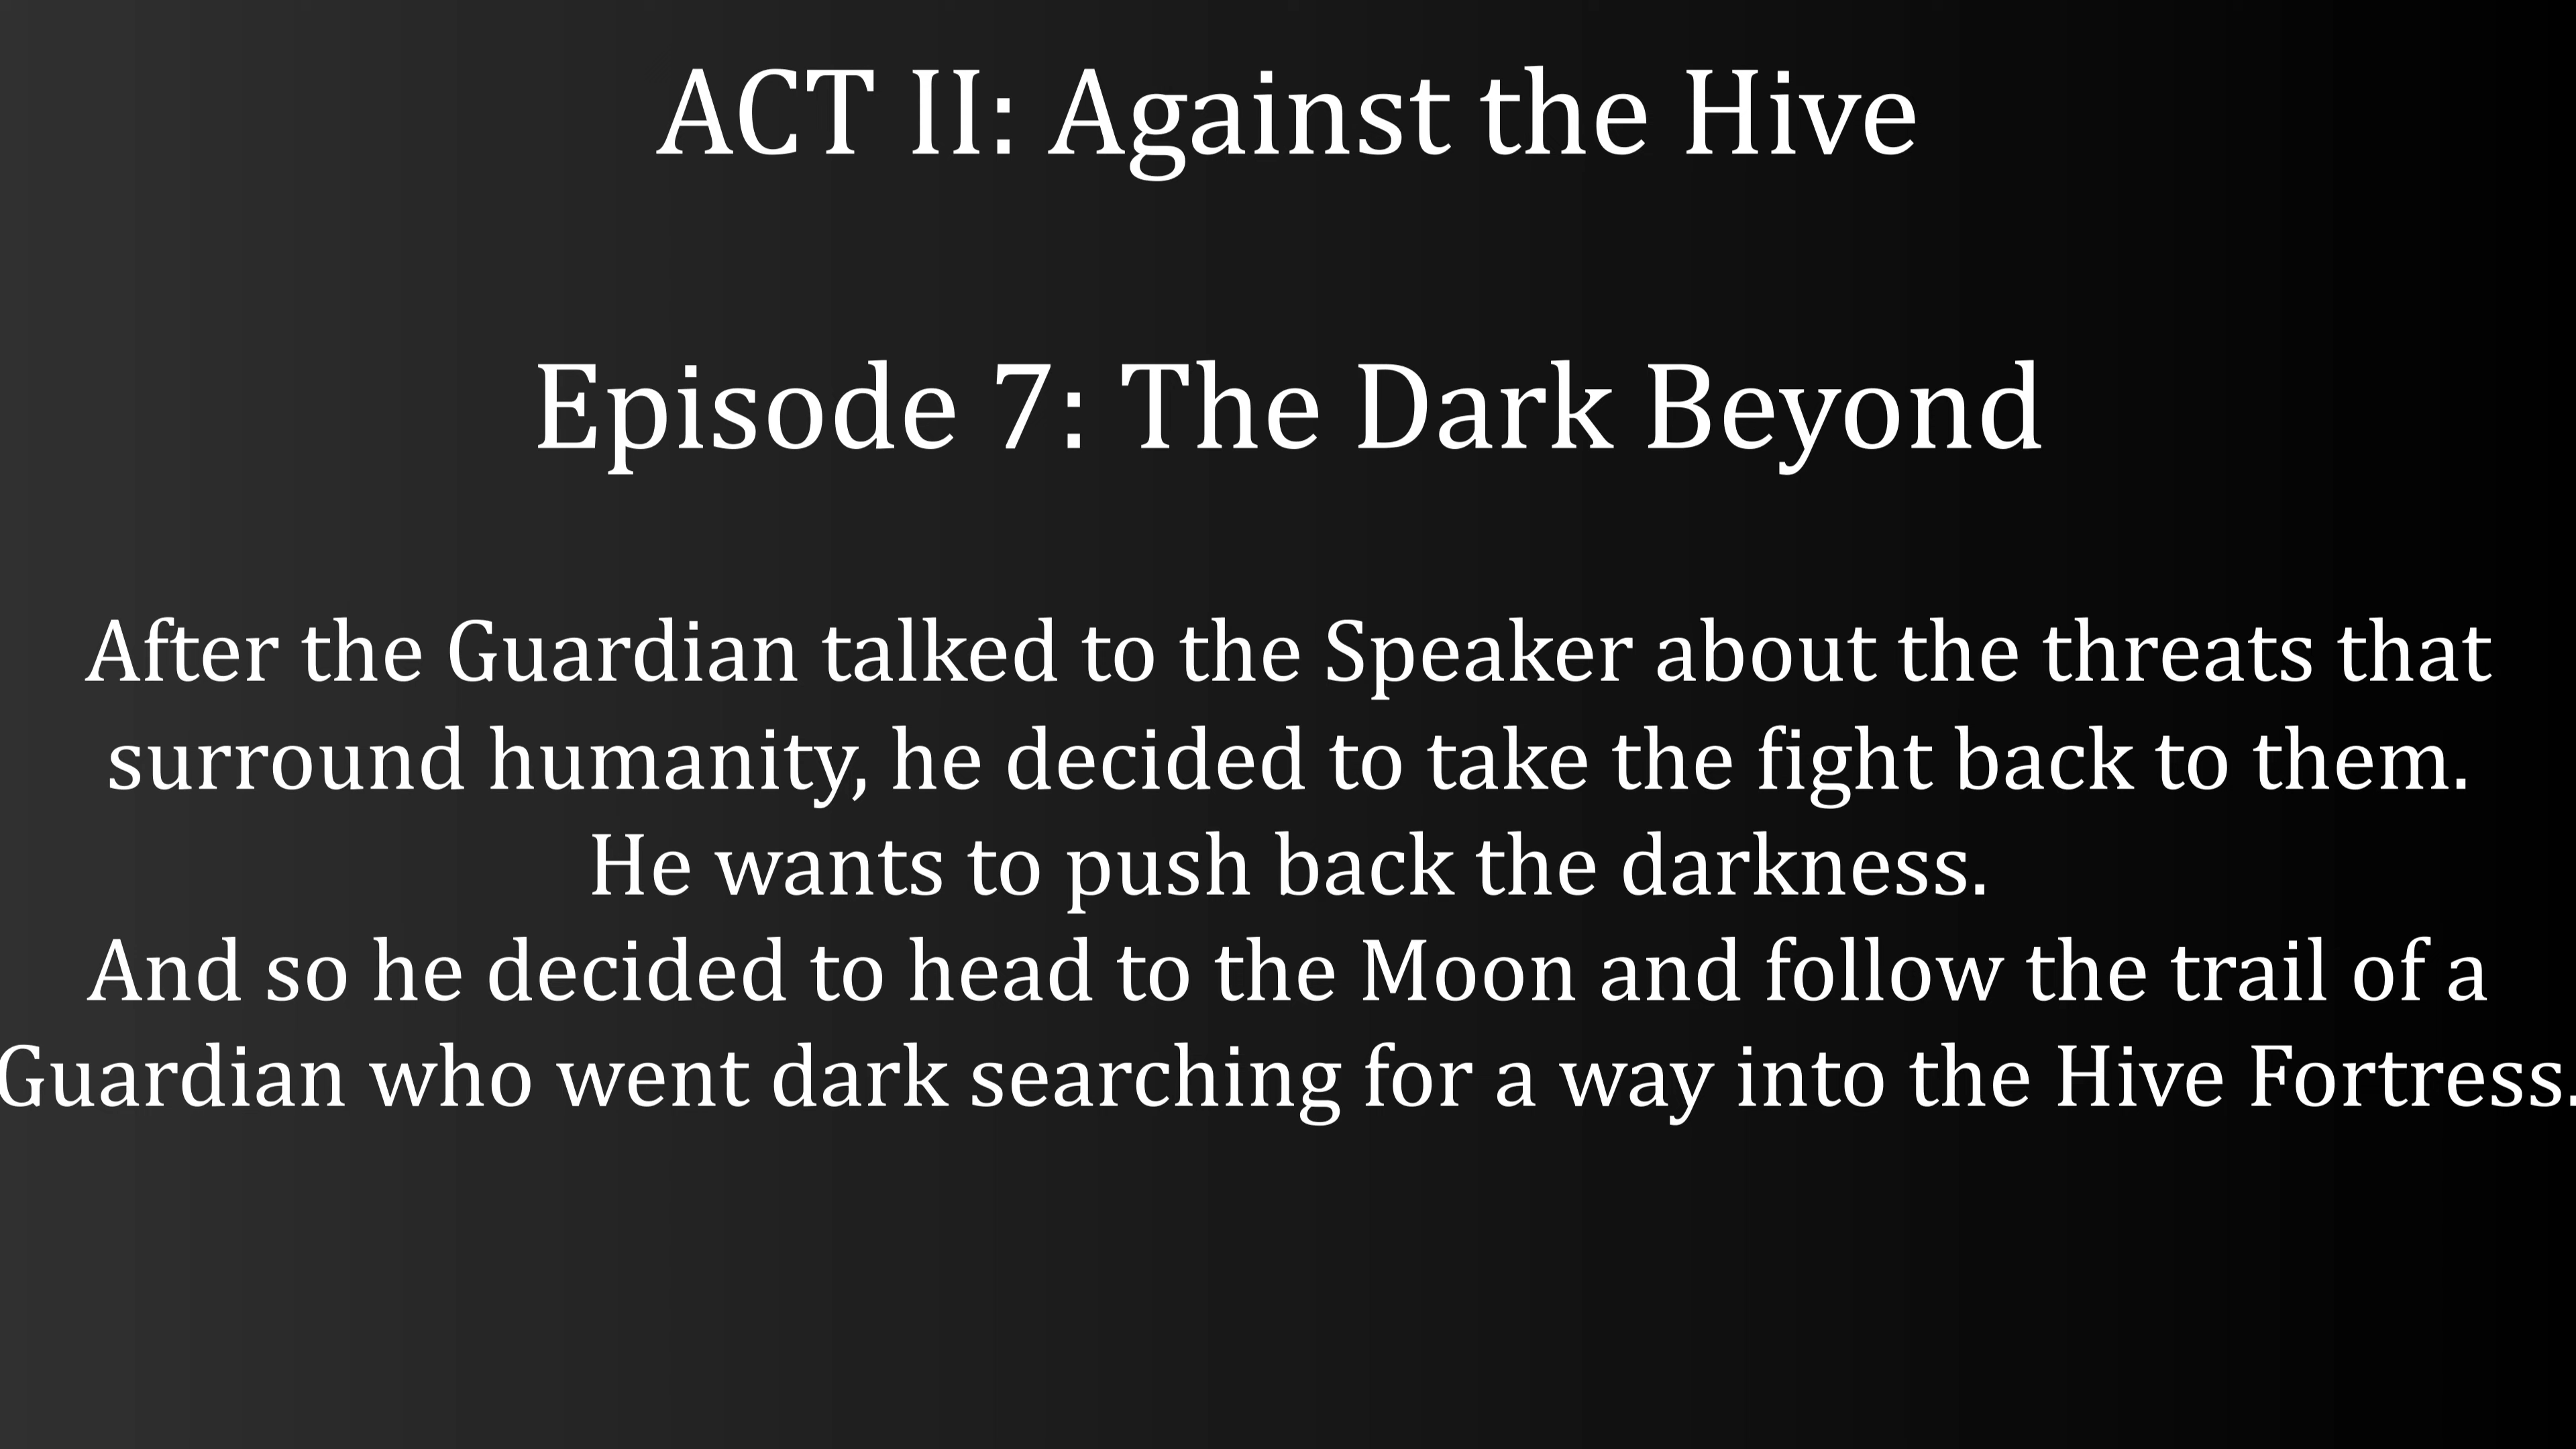 ACT II: Against the Hive
Episode 7: The Dark Beyond
After the Guardian talked to the Speaker about the threats that
surround humanity, he decided to take the fight back to them.
He wants to push back the darkness.
And so he decided to head to the Moon and follow the trail of a
Guardian who went dark searching for a way into the Hive Fortress.